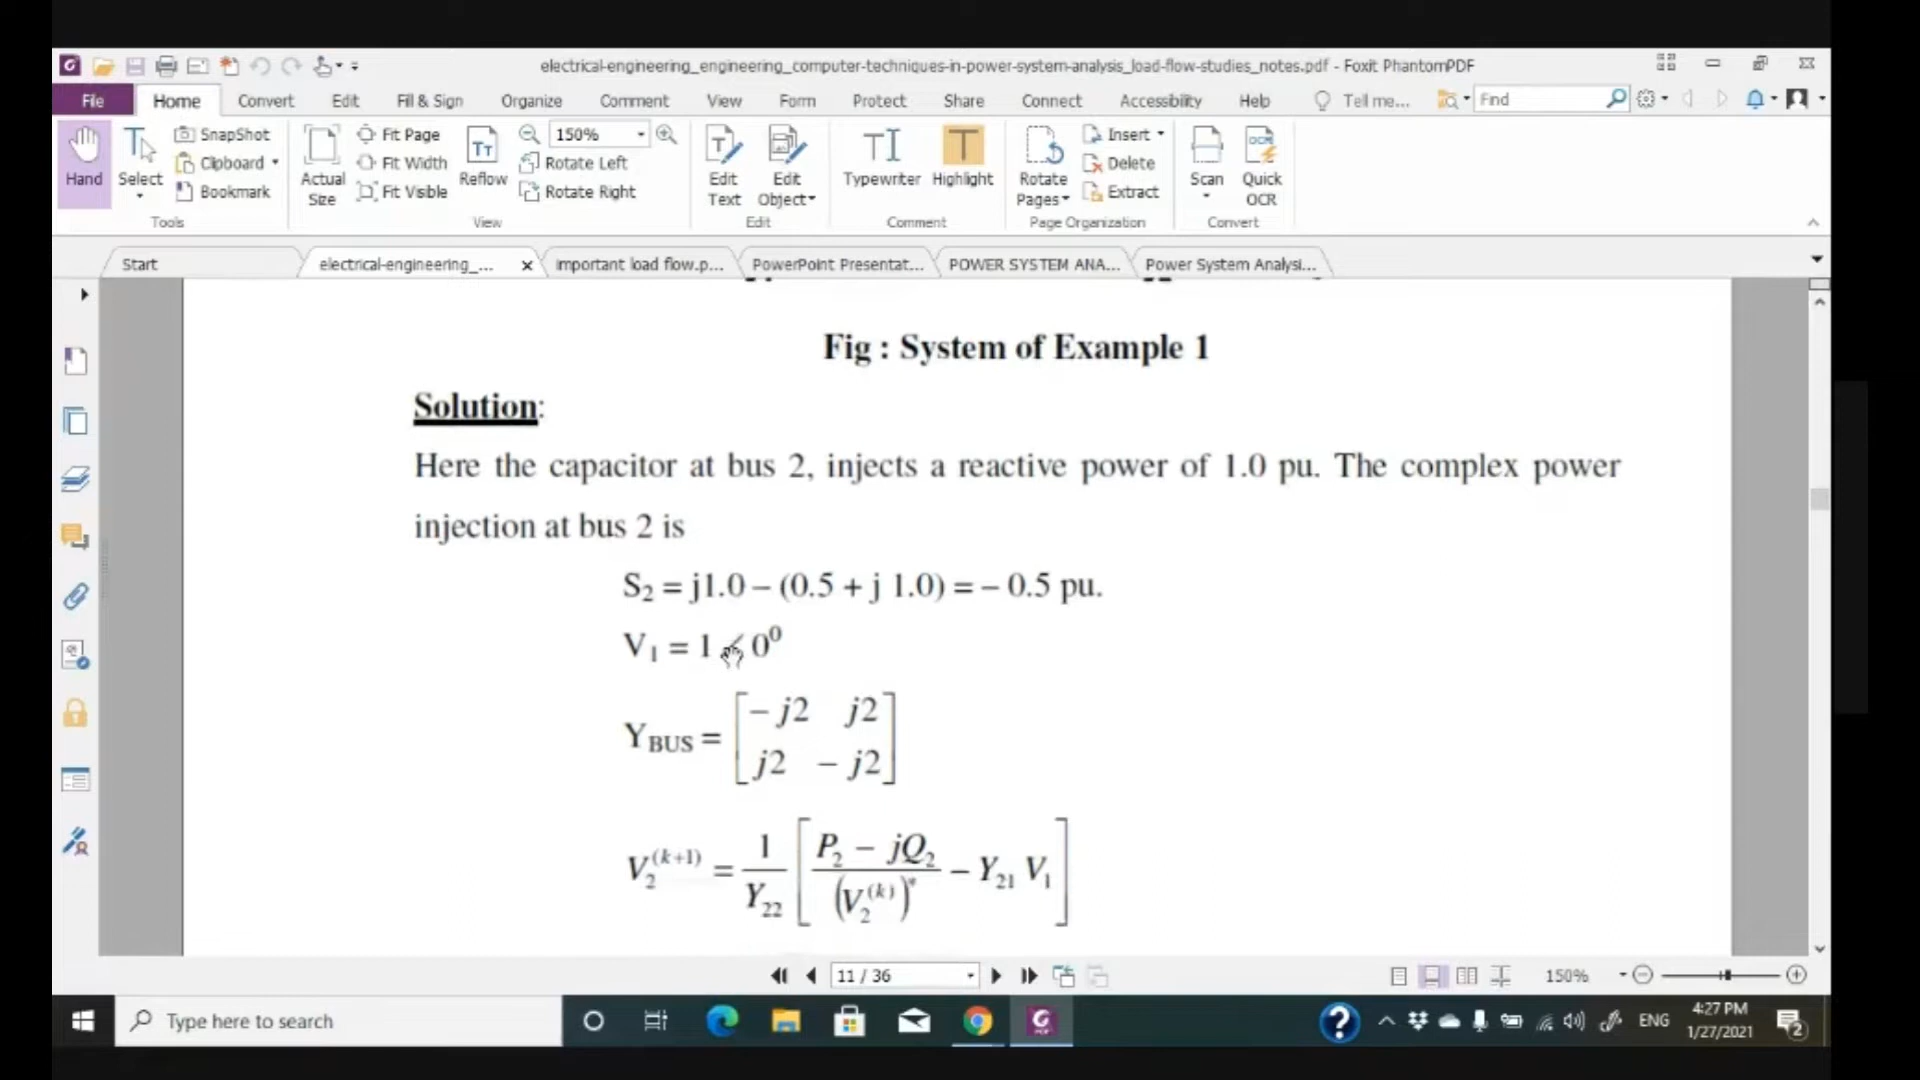 electrical-engineering_engineering_computer-techniques-in-power-system-analysis_load-flow-studies_notes.pdf - Foxit PhantomPDF
File Home Convert Edit Fill & Sign Organize Comment View Form Protect Share Connect Accessibility Help Tell me... Find
Hand
Select
SnapShot
Clipboard
Bookmark
Tools
Actual Size
Fit Page
Fit Width
Fit Visible
Reflow
150%
Rotate Left
Rotate Right
View
Edit Text
Edit Object
Edit
Typewriter
Highlight
Comment
Rotate Pages
Insert
Delete
Extract
Page Organization
Scan
Quick OCR
Convert
Start electrical-engineering_... important load flow.p... PowerPoint Presentat... POWER SYSTEM ANA... Power System Analysi...
Fig : System of Example 1
Solution:
Here the capacitor at bus 2, injects a reactive power of 1.0 pu. The complex power
injection at bus 2 is
S₂ = j1.0 – (0.5 + j 1.0) = – 0.5 pu.
V₁ = 1 ∠ 0⁰
Y_BUS = [ – j2 j2 ; j2 – j2 ]
V₂^(k+1) = 1/Y₂₂ [ (P₂ – jQ₂)/(V₂^(k))* – Y₂₁ V₁ ]
11 / 36
150%
Type here to search
ENG
4:27 PM
1/27/2021
2